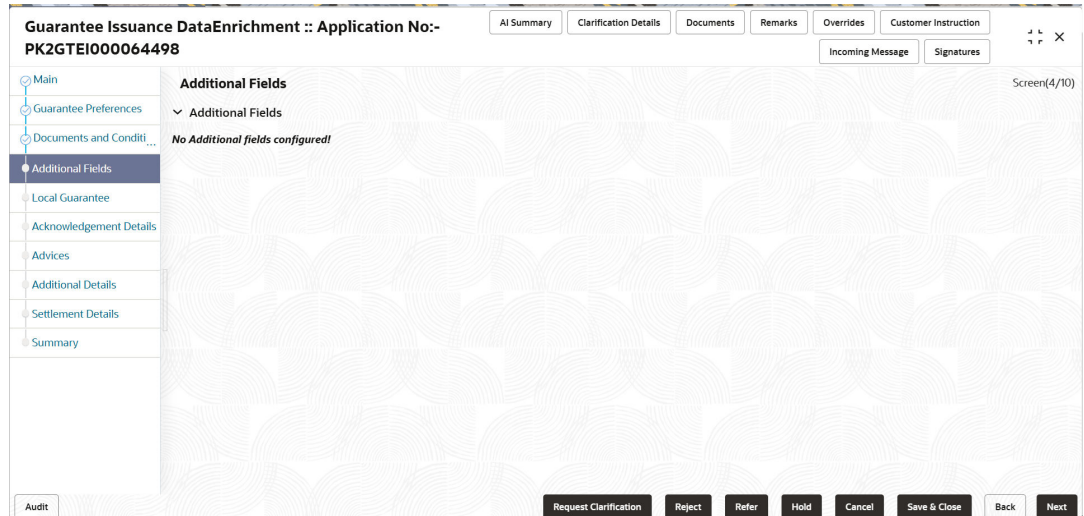 Guarantee Issuance DataEnrichment :: Application No:-
PK2GTEI000064498
AI Summary
Clarification Details
Documents
Remarks
Overrides
Customer Instruction
Incoming Message
Signatures
Main
Guarantee Preferences
Documents and Conditi...
Additional Fields
Local Guarantee
Acknowledgement Details
Advices
Additional Details
Settlement Details
Summary
Additional Fields
Screen(4/10)
Additional Fields
No Additional fields configured!
Audit
Request Clarification
Reject
Refer
Hold
Cancel
Save & Close
Back
Next